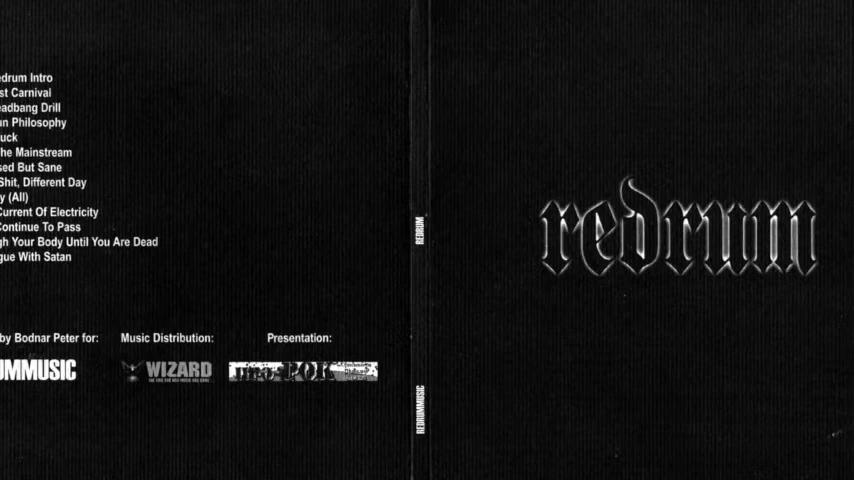 edrum Intro
st Carnival
eadbang Drill
un Philosophy
uck
he Mainstream
sed But Sane
Shit, Different Day
y (All)
Current Of Electricity
Continue To Pass
gh Your Body Until You Are Dead
gue With Satan
by Bodnar Peter for: Music Distribution: Presentation:
UMMUSIC WIZARD
REDRUM
REDRUMMUSIC
redrum